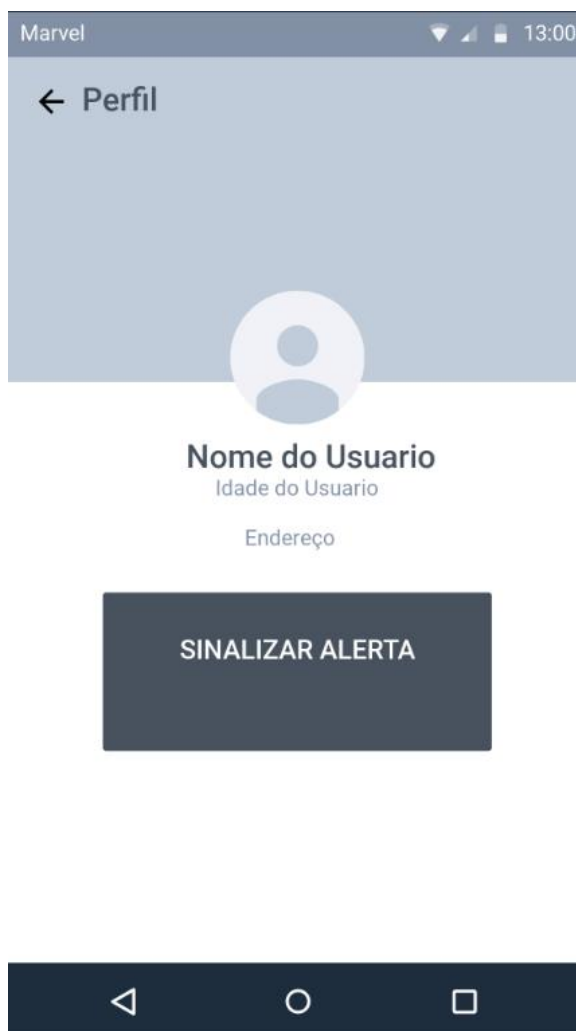 Marvel 13:00
Perfil
Nome do Usuario
Idade do Usuario
Endereço
SINALIZAR ALERTA